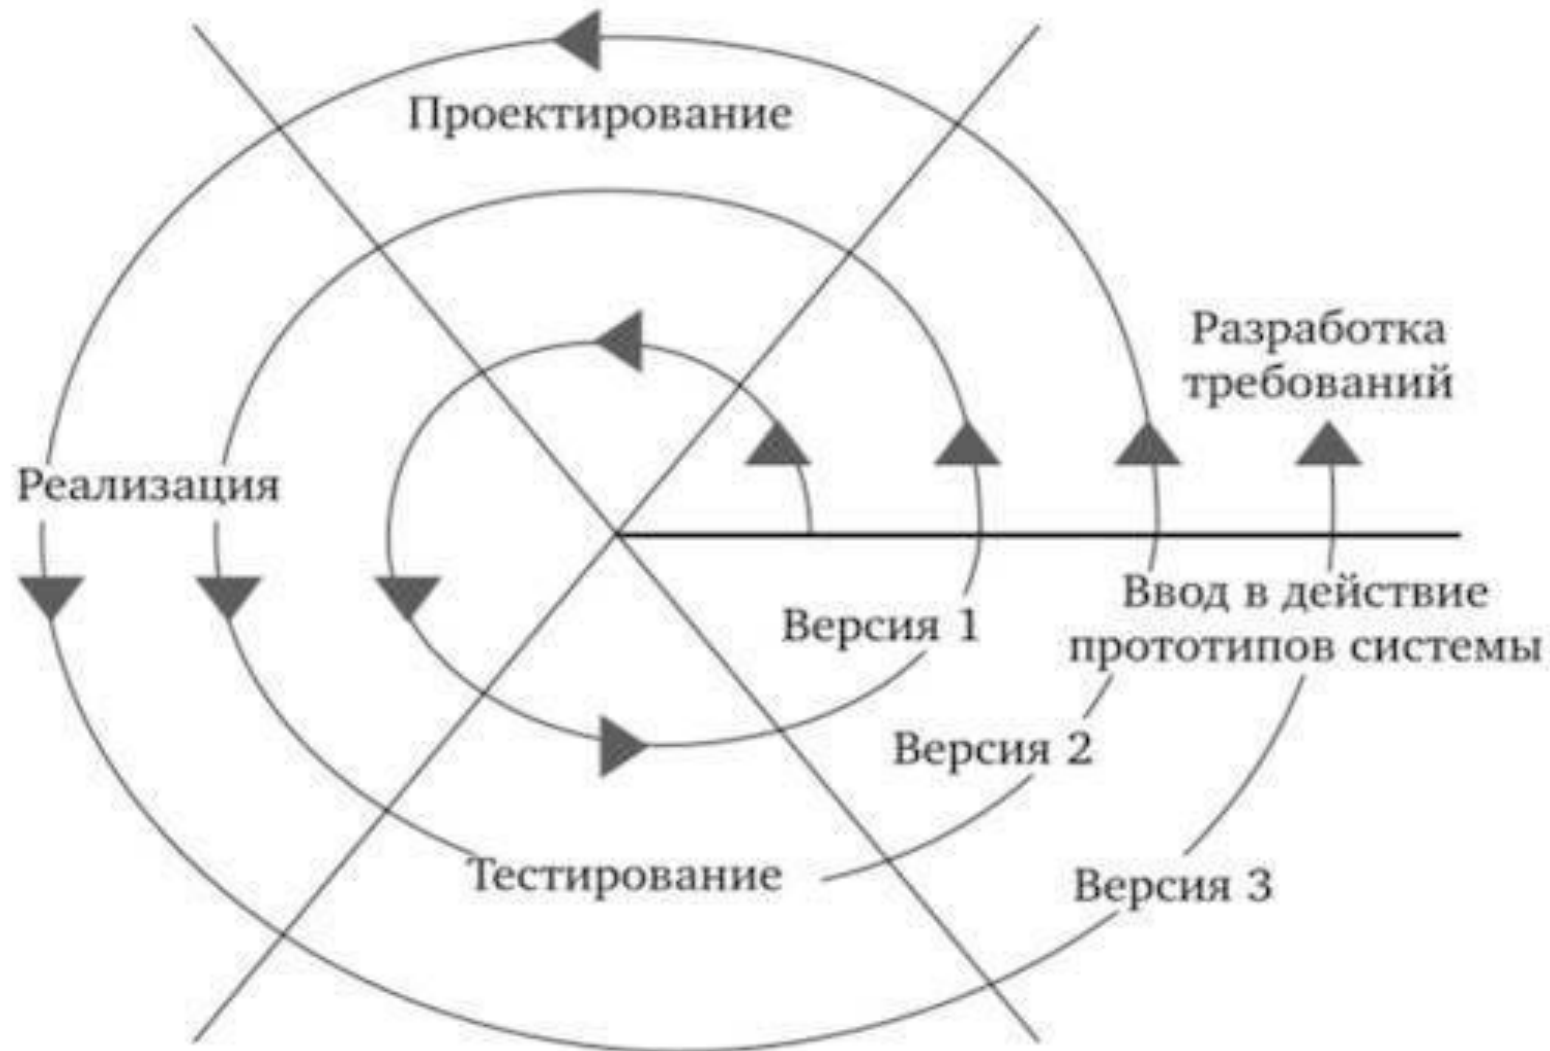 Проектирование
Разработка
требований
Реализация
Ввод в действие
прототипов системы
Версия 1
Версия 2
Тестирование
Версия 3